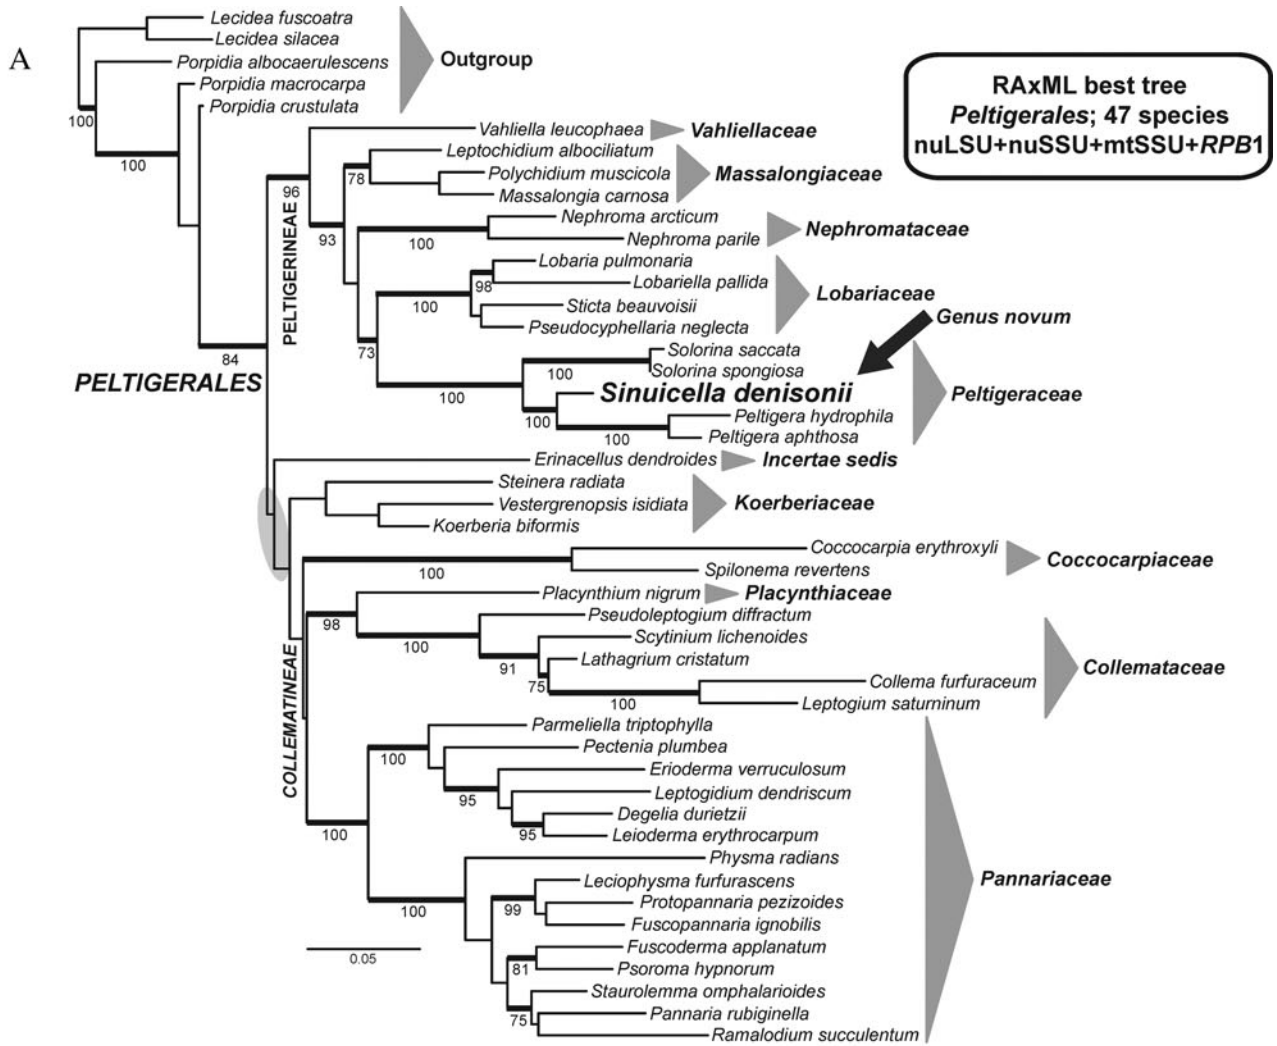 A
Lecidea fuscoatra
Lecidea silacea
Porpidia albocaerulescens
Porpidia macrocarpa
Porpidia crustulata
Outgroup
100
100
RAxML best tree
Peltigerales; 47 species
nuLSU+nuSSU+mtSSU+RPB1
Vahliella leucophaea
Vahliellaceae
Leptochidium albociliatum
Polychidium muscicola
Massalongia carnosa
Massalongiaceae
78
96
PELTIGERINEAE
93
Nephroma arcticum
Nephroma parile
Nephromataceae
100
Lobaria pulmonaria
Lobariella pallida
Sticta beauvoisii
Pseudocyphellaria neglecta
Lobariaceae
98
100
Genus novum
73
84
PELTIGERALES
Solorina saccata
Solorina spongiosa
Sinuicella denisonii
Peltigera hydrophila
Peltigera aphthosa
Peltigeraceae
100
100
100
100
Erinacellus dendroides
Incertae sedis
Steinera radiata
Vestergrenopsis isidiata
Koerberia biformis
Koerberiaceae
Coccocarpia erythroxyli
Spilonema revertens
Coccocarpiaceae
100
Placynthium nigrum
Placynthiaceae
98
Pseudoleptogium diffractum
Scytinium lichenoides
Lathagrium cristatum
Collema furfuraceum
Leptogium saturninum
Collemataceae
100
91
75
100
COLLEMATINEAE
Parmeliella triptophylla
Pectenia plumbea
Erioderma verruculosum
Leptogidium dendriscum
Degelia durietzii
Leioderma erythrocarpum
100
95
95
100
Physma radians
Leciophysma furfurascens
Protopannaria pezizoides
Fuscopannaria ignobilis
Fuscoderma applanatum
Psoroma hypnorum
Staurolemma omphalarioides
Pannaria rubiginella
Ramalodium succulentum
Pannariaceae
100
99
81
75
0.05